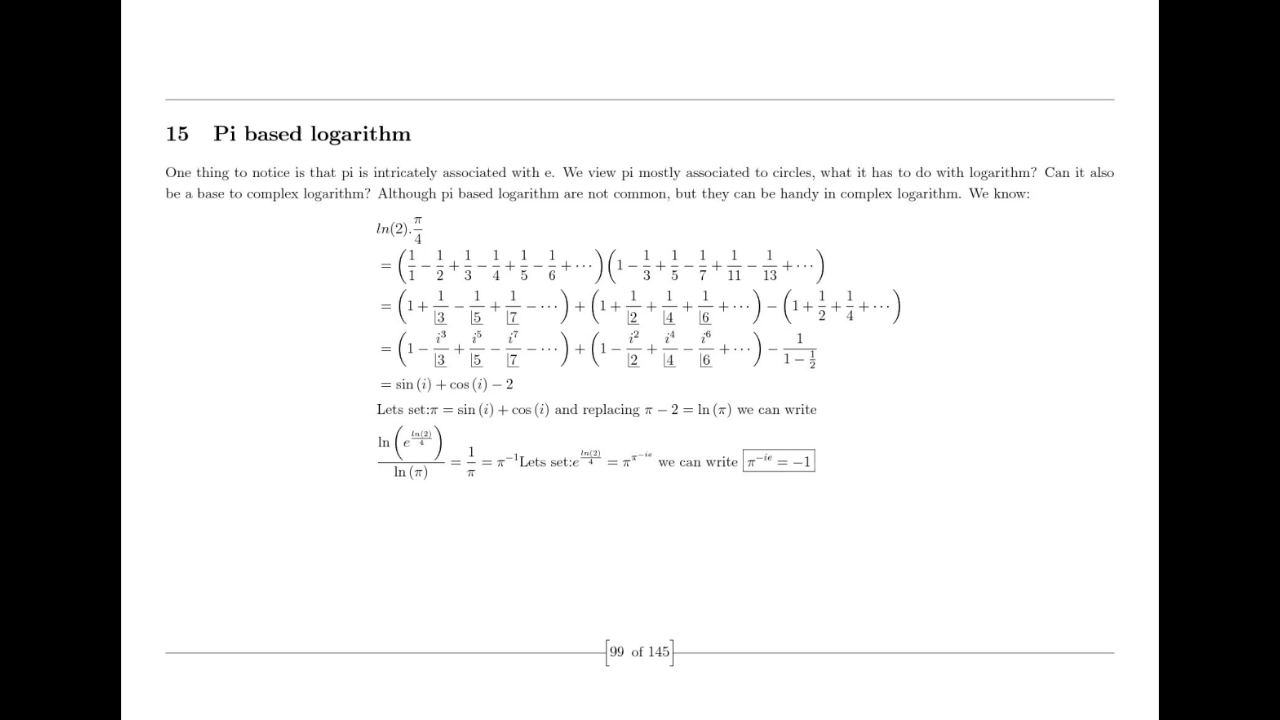 15 Pi based logarithm
One thing to notice is that pi is intricately associated with e. We view pi mostly associated to circles, what it has to do with logarithm? Can it also
be a base to complex logarithm? Although pi based logarithm are not common, but they can be handy in complex logarithm. We know:
ln(2).π/4
= (1/1 − 1/2 + 1/3 − 1/4 + 1/5 − 1/6 + ⋯)(1 − 1/3 + 1/5 − 1/7 + 1/11 − 1/13 + ⋯)
= (1 + 1/⌊3 − 1/⌊5 + 1/⌊7 − ⋯) + (1 + 1/⌊2 + 1/⌊4 + 1/⌊6 + ⋯) − (1 + 1/2 + 1/4 + ⋯)
= (1 − i³/⌊3 + i⁵/⌊5 − i⁷/⌊7 − ⋯) + (1 − i²/⌊2 + i⁴/⌊4 − i⁶/⌊6 + ⋯) − 1/(1 − 1/2)
= sin (i) + cos (i) − 2
Lets set:π = sin (i) + cos (i) and replacing π − 2 = ln (π) we can write
ln (e^(ln(2)/4)) / ln (π) = 1/π = π^−1 Lets set:e^(ln(2)/4) = π^π^−ie we can write π^−ie = −1
99 of 145